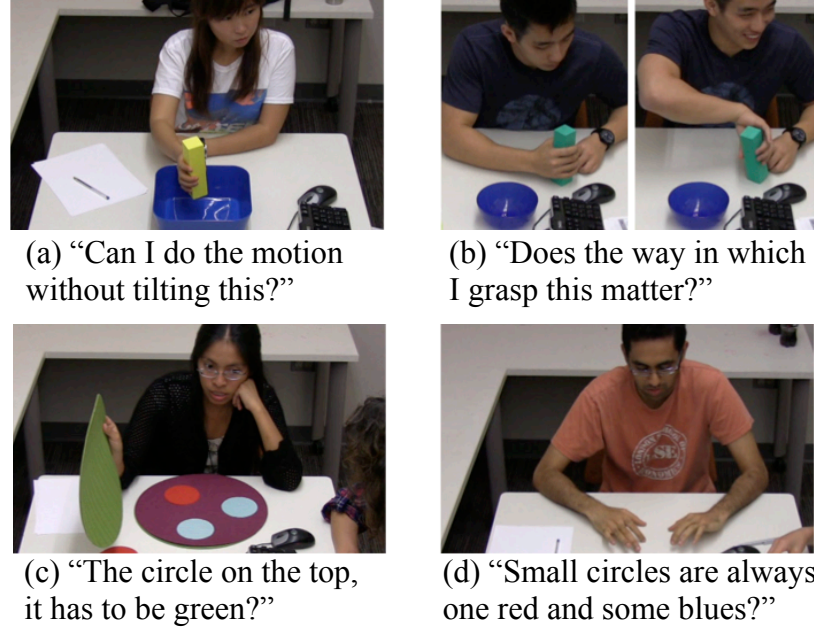 (a) “Can I do the motion
without tilting this?”
(b) “Does the way in which
I grasp this matter?”
(c) “The circle on the top,
it has to be green?”
(d) “Small circles are always
one red and some blues?”
SE